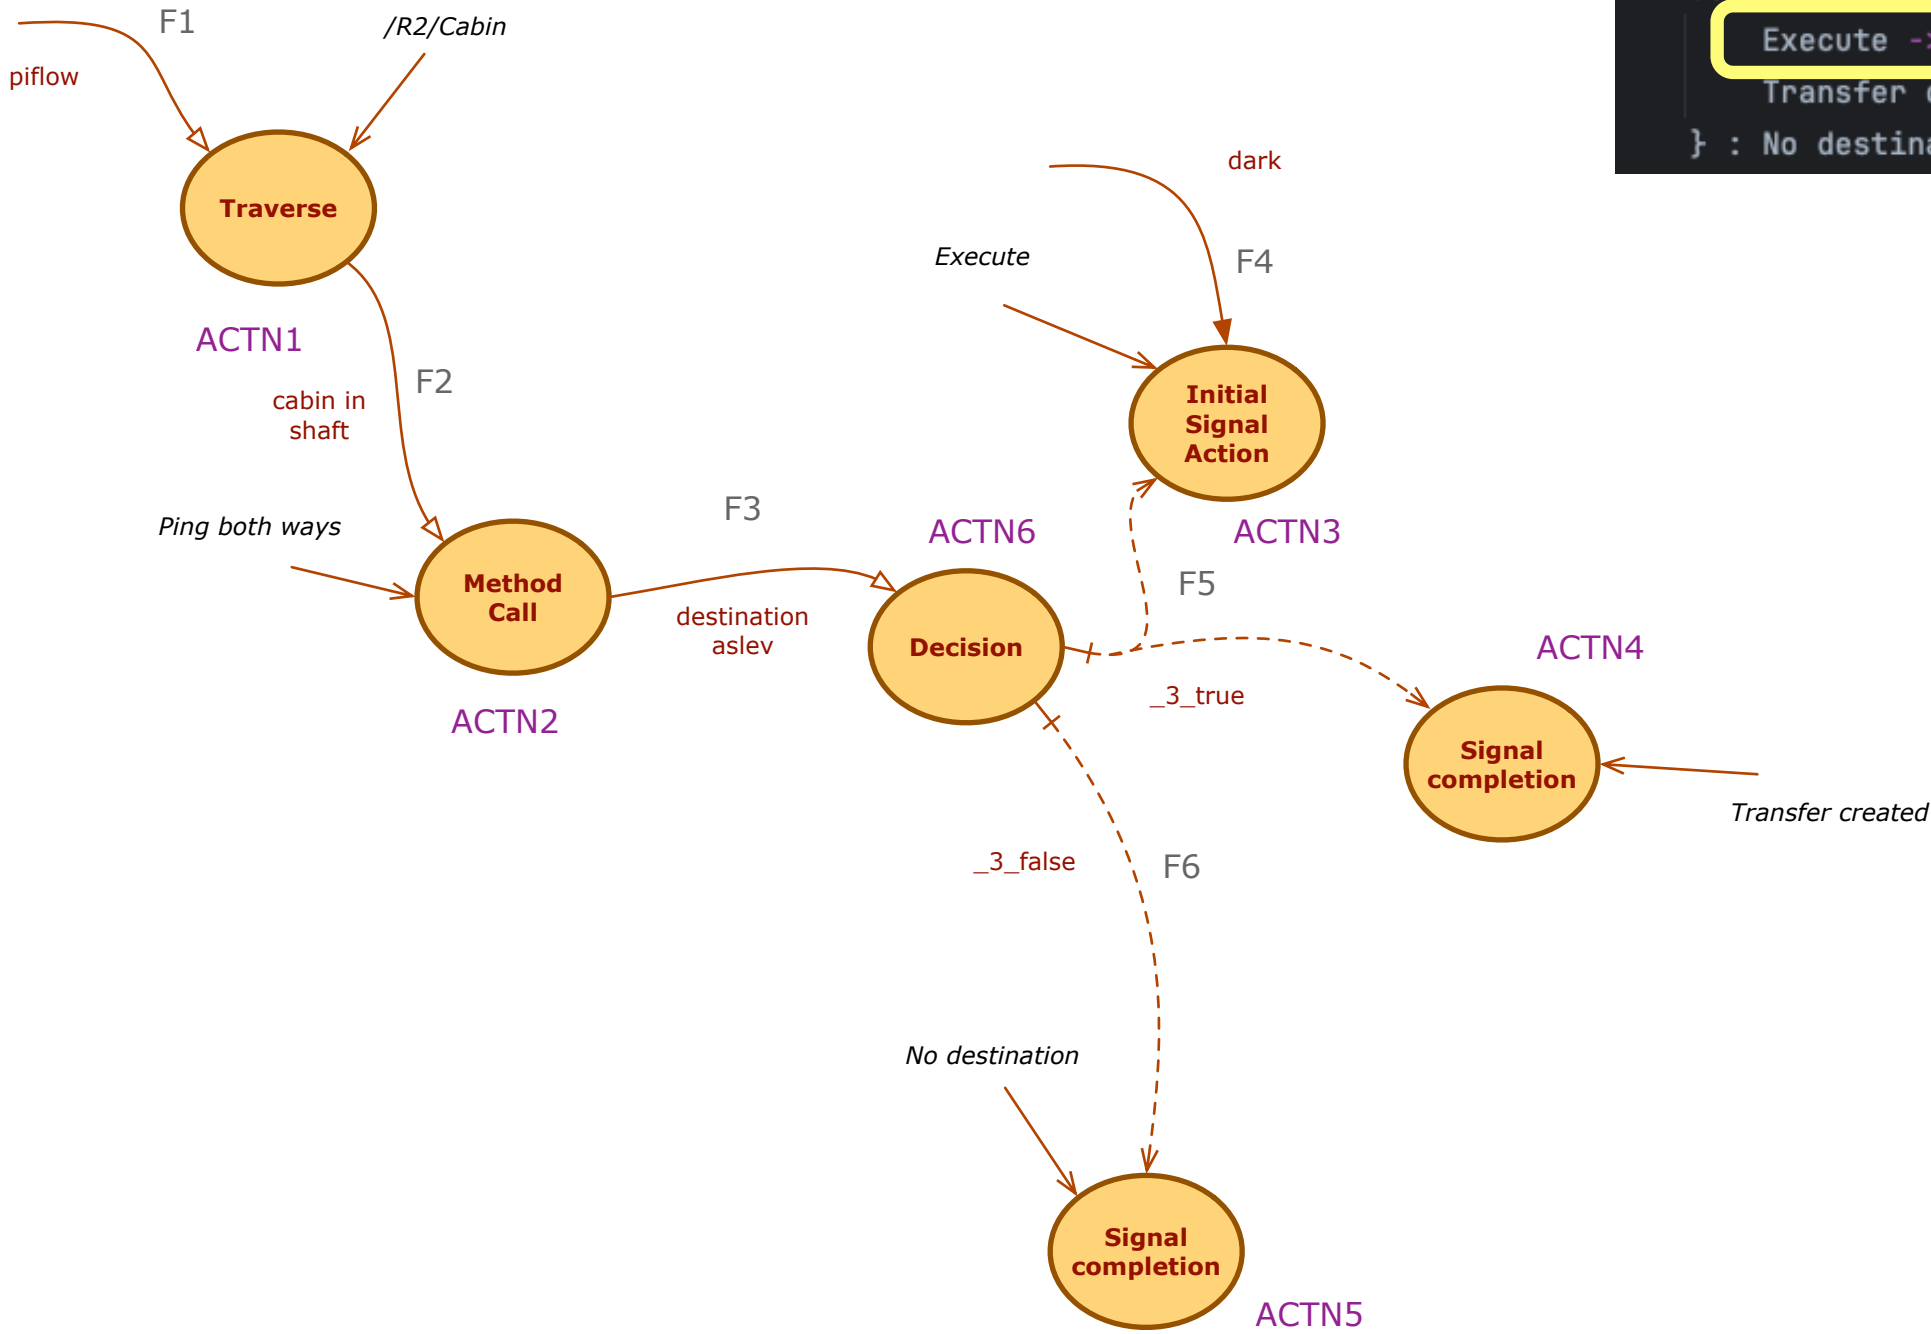 F1
/R2/Cabin
piflow
Execute
Transfer
} : No
Traverse
dark
Execute
F4
ACTN1
F2
cabin in
shaft
Initial
Signal
Action
F3
Ping both ways
ACTN6
ACTN3
Method
Call
F5
destination
aslev
Decision
ACTN4
_3_true
ACTN2
Signal
completion
Transfer created
_3_false
F6
No destination
Signal
completion
ACTN5